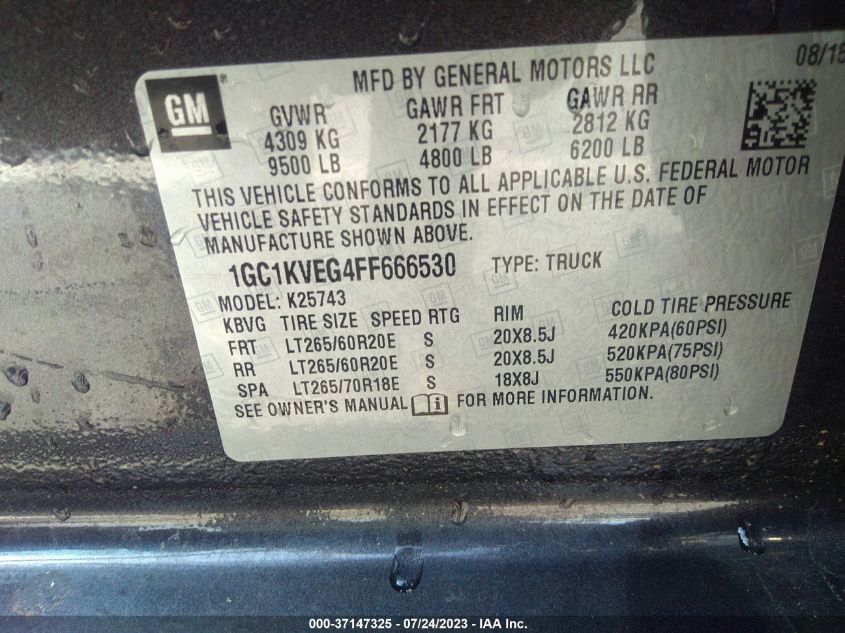 GM
MFD BY GENERAL MOTORS LLC
08/15
GVWR GAWR FRT GAWR RR
4309 KG 2177 KG 2812 KG
9500 LB 4800 LB 6200 LB
THIS VEHICLE CONFORMS TO ALL APPLICABLE U.S. FEDERAL MOTOR
VEHICLE SAFETY STANDARDS IN EFFECT ON THE DATE OF
MANUFACTURE SHOWN ABOVE.
1GC1KVEG4FF666530 TYPE: TRUCK
MODEL: K25743
KBVG TIRE SIZE SPEED RTG RIM COLD TIRE PRESSURE
FRT LT265/60R20E S 20X8.5J 420KPA(60PSI)
RR LT265/60R20E S 20X8.5J 520KPA(75PSI)
SPA LT265/70R18E S 18X8J 550KPA(80PSI)
SEE OWNER'S MANUAL i FOR MORE INFORMATION.
000-37147325 / 07/24/2023 / IAA Inc.